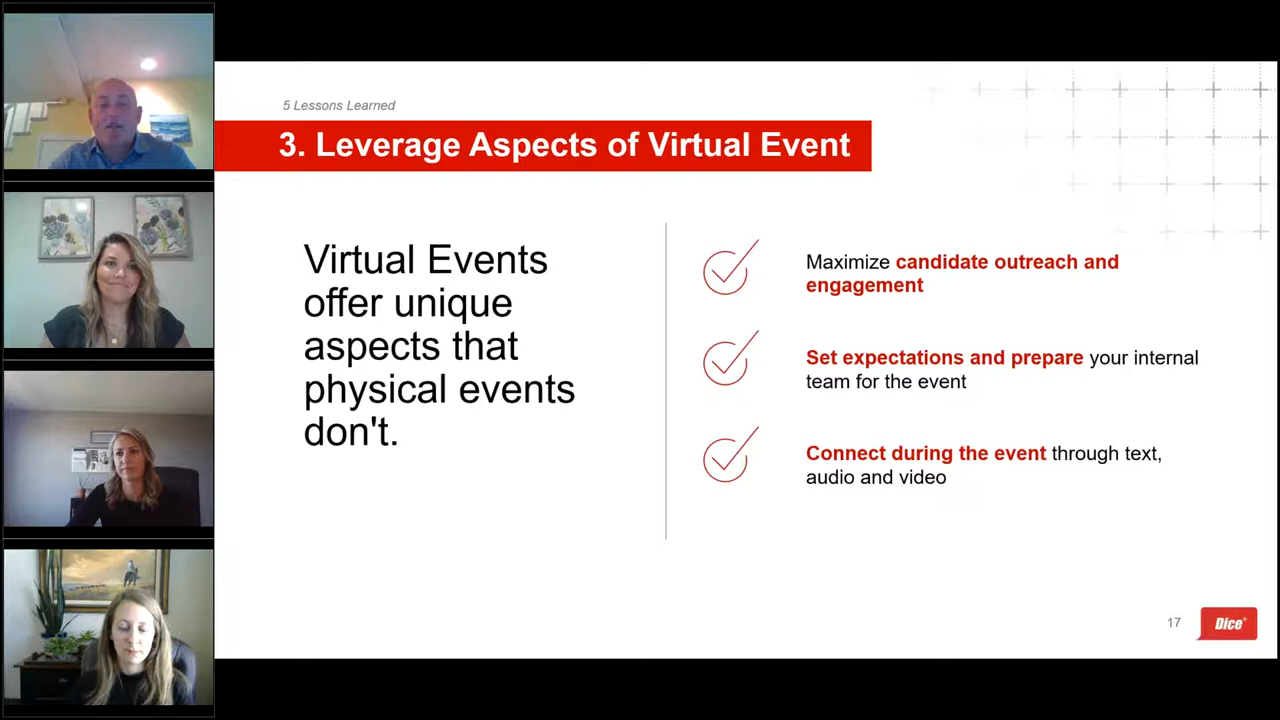 5 Lessons Learned
3. Leverage Aspects of Virtual Event
Virtual Events
offer unique
aspects that
physical events
don't.
Maximize candidate outreach and
engagement
Set expectations and prepare your internal
team for the event
Connect during the event through text,
audio and video
17
Dice®